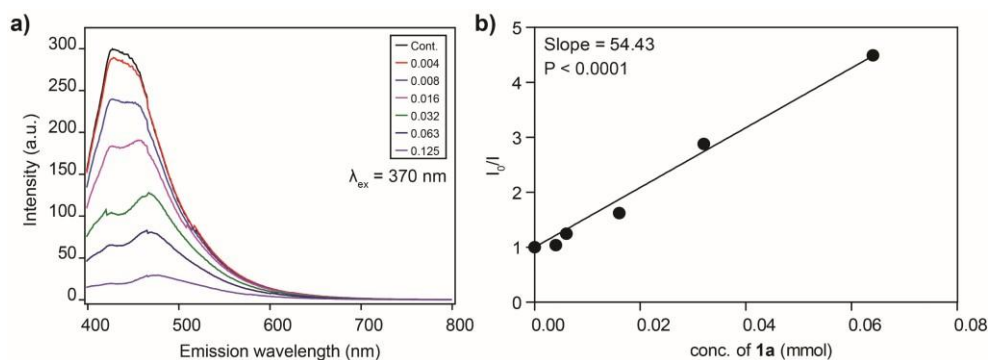 a)
300
250
200
150
100
50
0
Intensity (a.u.)
Cont.
0.004
0.008
0.016
0.032
0.063
0.125
λex = 370 nm
400 500 600 700 800
Emission wavelength (nm)
b)
Slope = 54.43
P < 0.0001
5
4
3
2
1
0
I0/I
0.00 0.02 0.04 0.06 0.08
conc. of 1a (mmol)